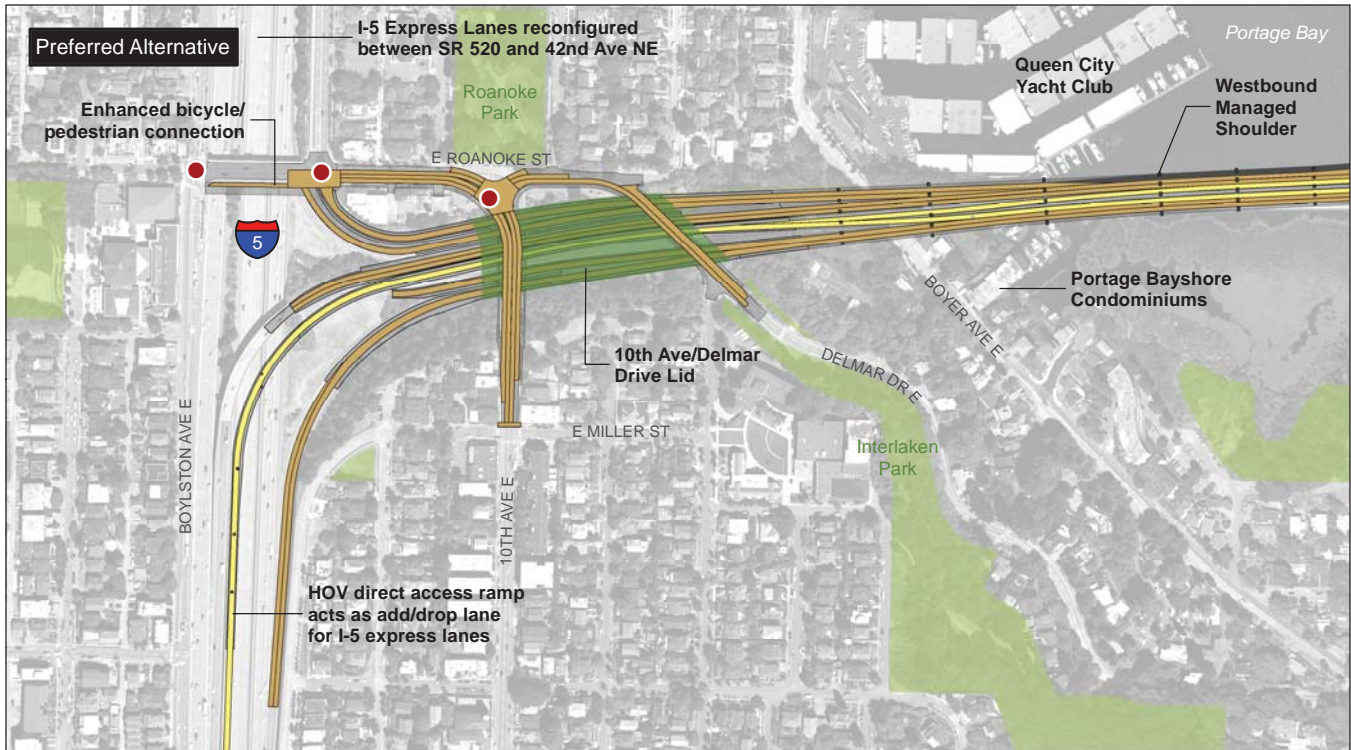 Preferred Alternative
I-5 Express Lanes reconfigured
between SR 520 and 42nd Ave NE
Portage Bay
Queen City
Yacht Club
Westbound
Managed
Shoulder
Roanoke
Park
Enhanced bicycle/
pedestrian connection
E ROANOKE ST
5
Portage Bayshore
Condominiums
BOYER AVE E
10th Ave/Delmar
Drive Lid
DELMAR DR E
E MILLER ST
Interlaken
Park
BOYLSTON AVE E
10TH AVE E
HOV direct access ramp
acts as add/drop lane
for I-5 express lanes